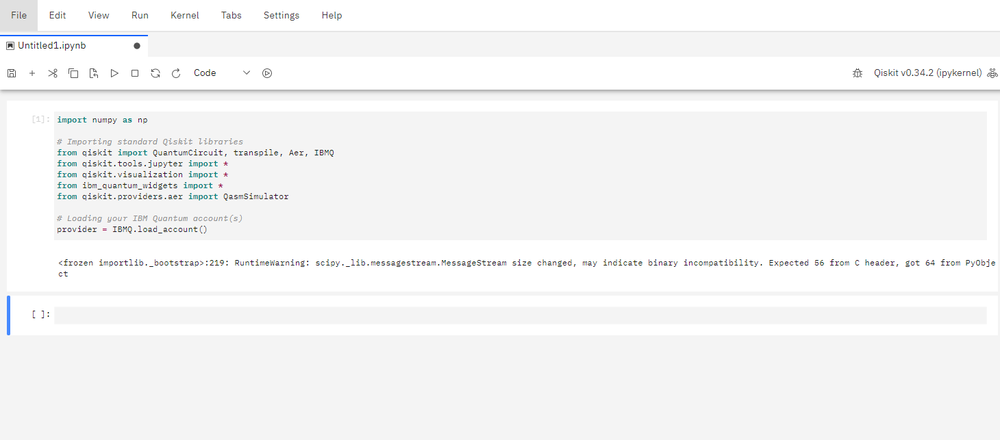 File Edit View Run Kernel Tabs Settings Help
Untitled1.ipynb
Code Qiskit v0.34.2 (ipykernel)
[1]: import numpy as np
# Importing standard Qiskit libraries
from qiskit import QuantumCircuit, transpile, Aer, IBMQ
from qiskit.tools.jupyter import *
from qiskit.visualization import *
from ibm_quantum_widgets import *
from qiskit.providers.aer import QasmSimulator
# Loading your IBM Quantum account(s)
provider = IBMQ.load_account()
<frozen importlib._bootstrap>:219: RuntimeWarning: scipy._lib.messagestream.MessageStream size changed, may indicate binary incompatibility. Expected 56 from C header, got 64 from PyObje
ct
[ ]: